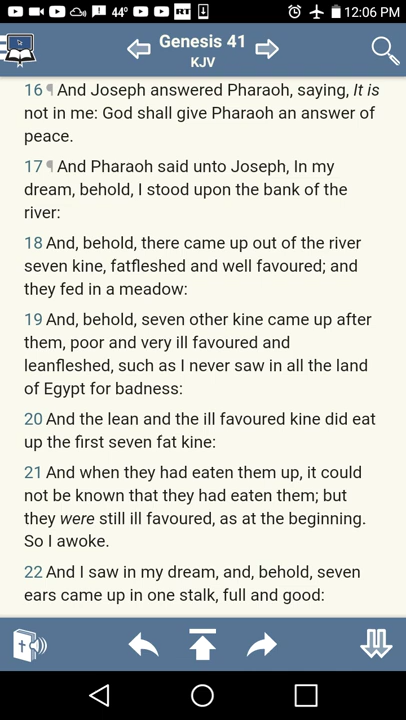 44° RT 12:06 PM
Genesis 41
KJV
16 ¶ And Joseph answered Pharaoh, saying, It is
not in me: God shall give Pharaoh an answer of
peace.
17 ¶ And Pharaoh said unto Joseph, In my
dream, behold, I stood upon the bank of the
river:
18 And, behold, there came up out of the river
seven kine, fatfleshed and well favoured; and
they fed in a meadow:
19 And, behold, seven other kine came up after
them, poor and very ill favoured and
leanfleshed, such as I never saw in all the land
of Egypt for badness:
20 And the lean and the ill favoured kine did eat
up the first seven fat kine:
21 And when they had eaten them up, it could
not be known that they had eaten them; but
they were still ill favoured, as at the beginning.
So I awoke.
22 And I saw in my dream, and, behold, seven
ears came up in one stalk, full and good: